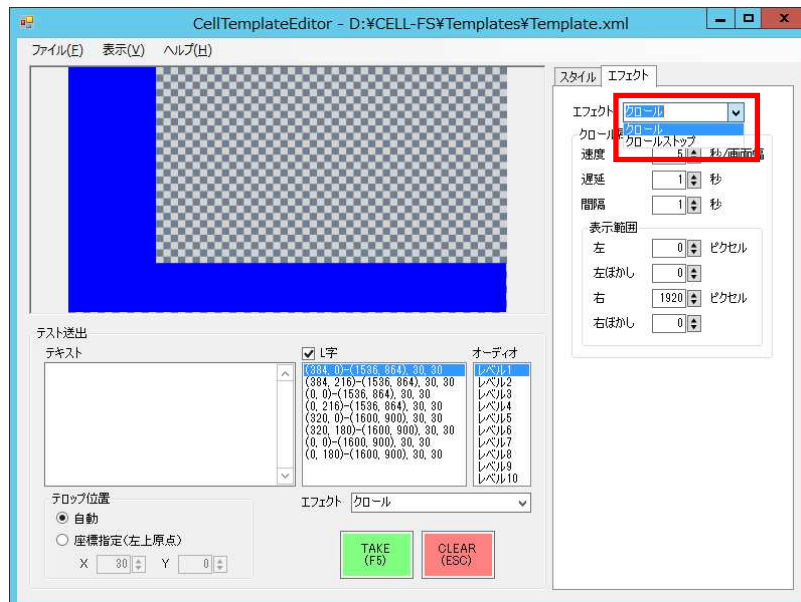 CellTemplateEditor - D:¥CELL-FS¥Templates¥Template.xml
ファイル(F) 表示(V) ヘルプ(H)
スタイル エフェクト
エフェクト クロール
クロール
クロールストップ
クロール
速度 5 秒/画面幅
遅延 1 秒
間隔 1 秒
表示範囲
左 0 ピクセル
左ぼかし 0
右 1920 ピクセル
右ぼかし 0
テスト送出
テキスト
L字
(384, 0)-(1536, 864), 30, 30
(384, 216)-(1536, 864), 30, 30
(0, 0)-(1536, 864), 30, 30
(0, 216)-(1536, 864), 30, 30
(320, 0)-(1600, 900), 30, 30
(320, 180)-(1600, 900), 30, 30
(0, 0)-(1600, 900), 30, 30
(0, 180)-(1600, 900), 30, 30
オーディオ
レベル1
レベル2
レベル3
レベル4
レベル5
レベル6
レベル7
レベル8
レベル9
レベル10
テロップ位置
自動
座標指定(左上原点)
X 30 Y 0
エフェクト クロール
TAKE
(F5)
CLEAR
(ESC)